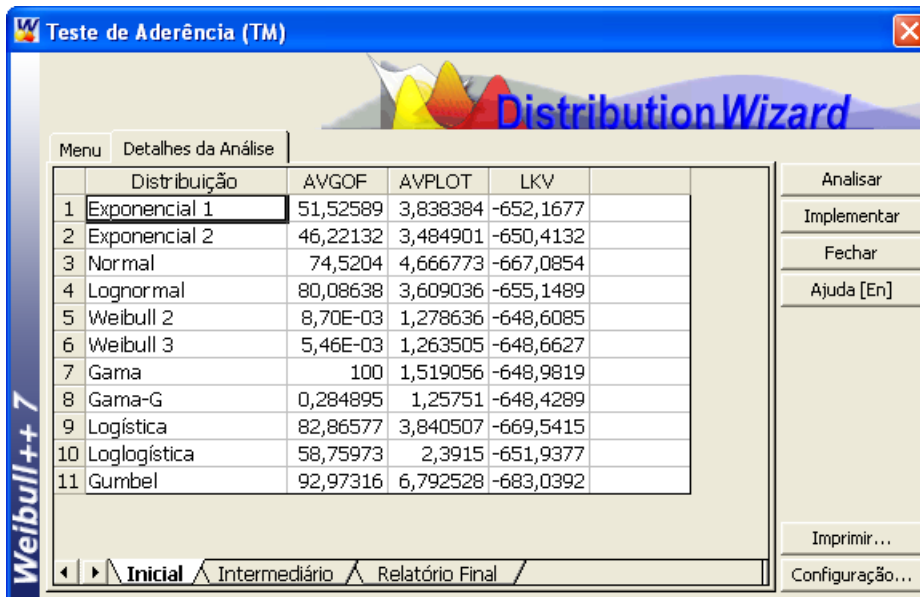 Teste de Aderência (TM)
Distribution Wizard
Menu Detalhes da Análise
Distribuição AVGOF AVPLOT LKV
1 Exponencial 1 51,52589 3,838384 -652,1677
2 Exponencial 2 46,22132 3,484901 -650,4132
3 Normal 74,5204 4,666773 -667,0854
4 Lognormal 80,08638 3,609036 -655,1489
5 Weibull 2 8,70E-03 1,278636 -648,6085
6 Weibull 3 5,46E-03 1,263505 -648,6627
7 Gama 100 1,519056 -648,9819
8 Gama-G 0,284895 1,25751 -648,4289
9 Logística 82,86577 3,840507 -669,5415
10 Loglogística 58,75973 2,3915 -651,9377
11 Gumbel 92,97316 6,792528 -683,0392
Inicial Intermediário Relatório Final
Analisar
Implementar
Fechar
Ajuda [En]
Imprimir...
Configuração...
Weibull++ 7